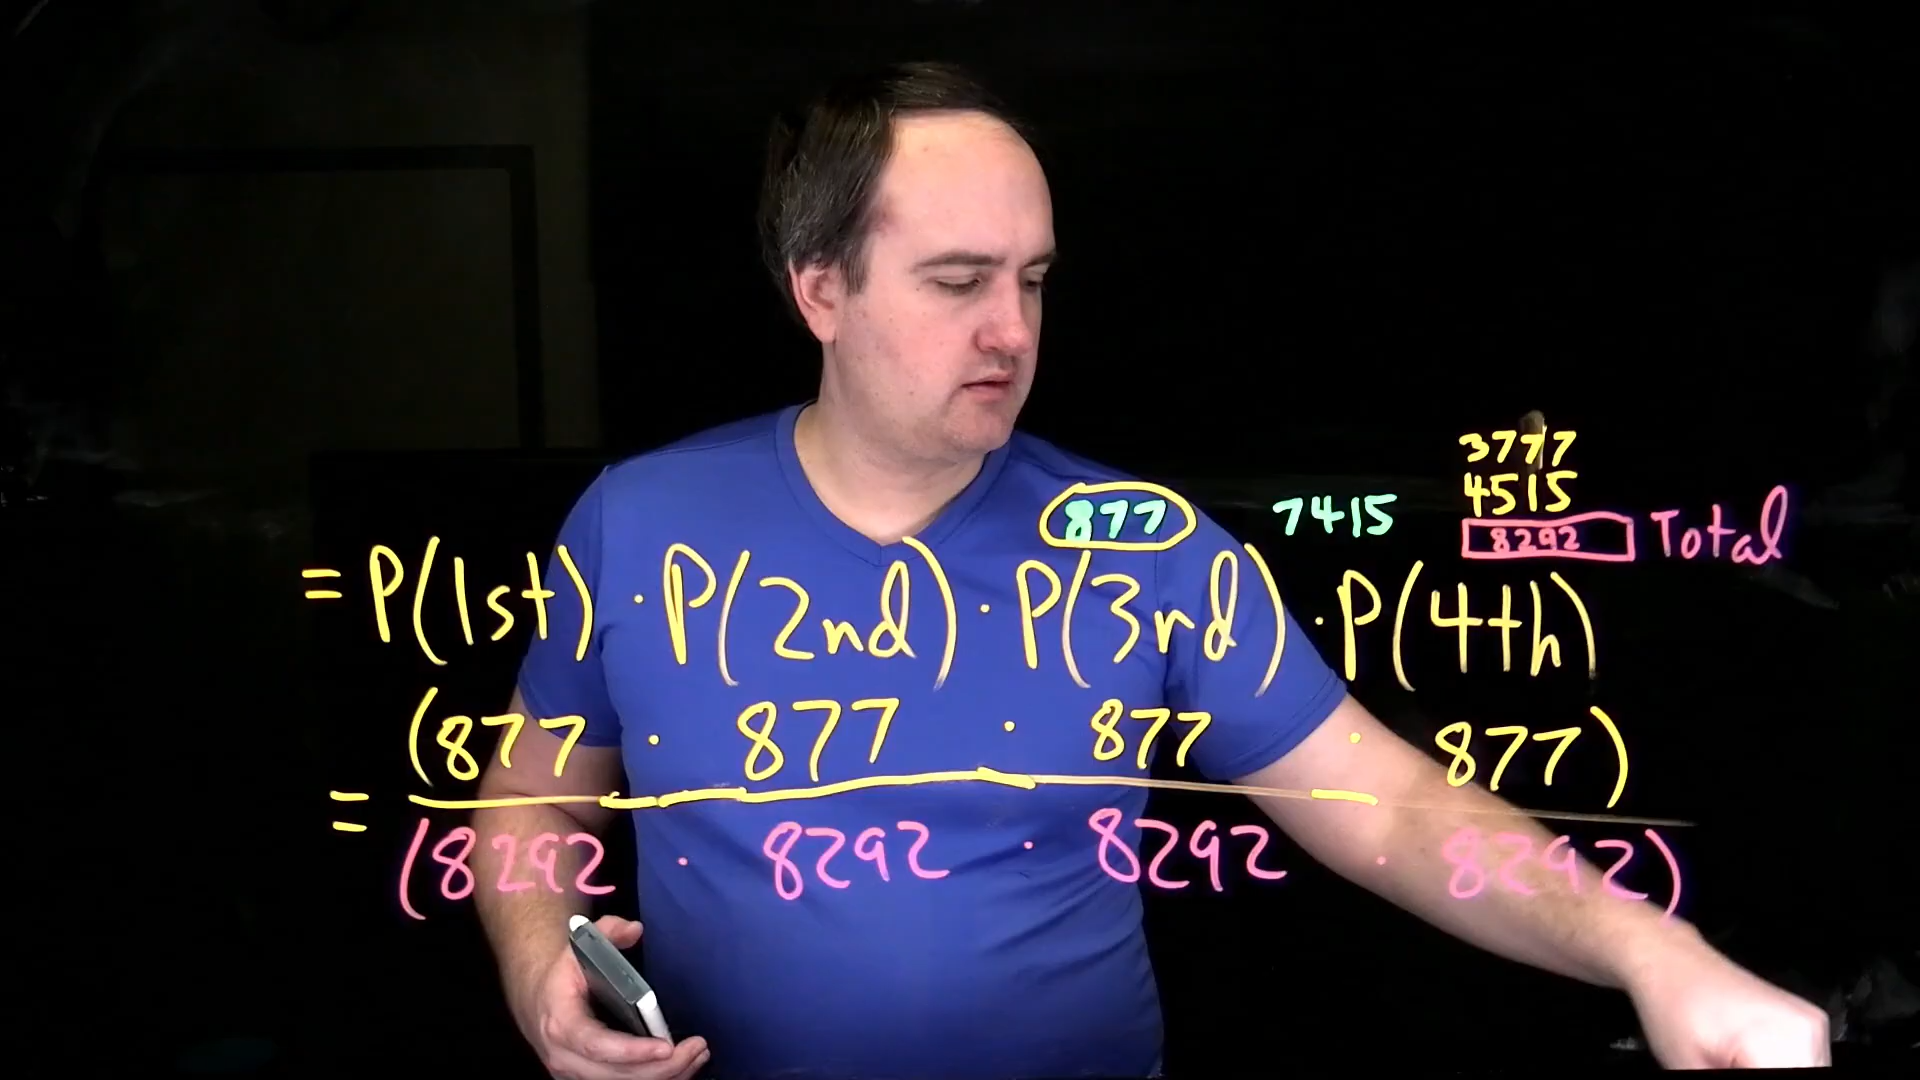 3777
4515
877 7415 8292 Total
= P(1st) · P(2nd) · P(3rd) · P(4th)
(877 · 877 · 877 · 877)
=
(8292 · 8292 · 8292 · 8292)